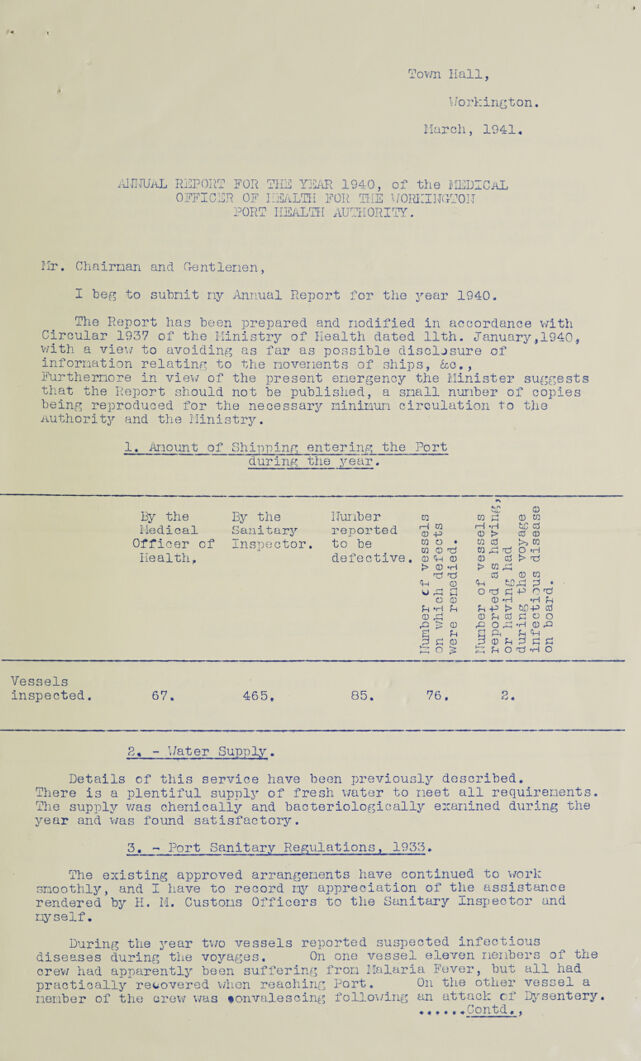 Town Hall,
Workington.
March, 1941.
ANNUAL REPORT FOR THE YEAR 1940, of the MEDICAL
OFFICER OF HEALTH FOR THE WORKINGTON
PORT HEALTH AUTHORITY.
Mr. Chairman and Gentlemen,
I beg to submit my Annual Report for the year 1940.
The Report has been prepared and modified in accordance with
Circular 1937 of the Ministry of Health dated 11th. January,1940,
with a view to avoiding as far as possible disclosure of
information relating to the movements of ships, &c.,
Furthermore in view of the present emergency the Minister suggests
that the Report should not be published, a small number of copies
being reproduced for the necessary minimum circulation to the
Authority and the Ministry.
1. Amount of Shipping entering the Port
during the year.
By the
Medical
Officer of
Health,
By the
Sanitary
Inspector.
Number
reported
to be
defective.
Number of vessels
on which defects
were remedied.
Number of vessels
reported as having,
or having had
during the voyage
infectious disease
on board.
Vessels
inspected. 67. 465, 85. 76. 2.
2. - Water Supply.
Details of this service have been previously described.
There is a plentiful supply of fresh water to meet all requirements.
The supply was chemically and bacteriologically examined during the
year and was found satisfactory.
3. - Port Sanitary Regulations, 1933.
The existing approved arrangements have continued to work
smoothly, and I have to record my appreciation of the assistance
rendered by H. M. Customs Officers to the Sanitary Inspector and
myself.
During the year two vessels reported suspected infectious
diseases during the voyages. On one vessel eleven members of the
crew had apparently been suffering from Malaria Fever, but all had
practically recovered when reaching Port. On the other vessel a
member of the crew was convalescing following an attack of Dysentery.
......Contd.,